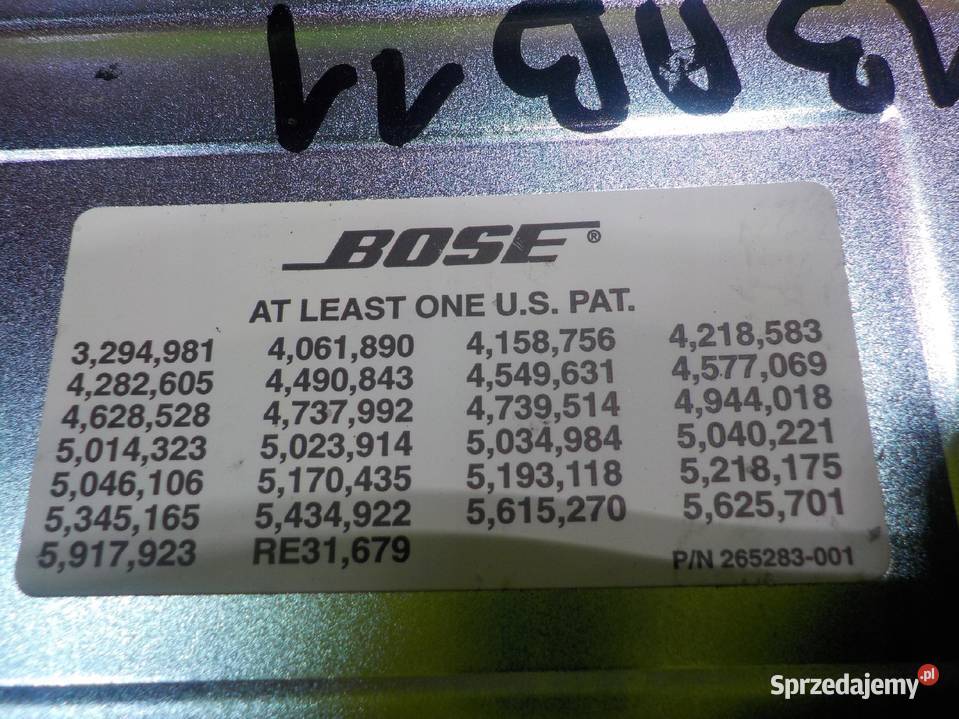 BOSE®
AT LEAST ONE U.S. PAT.
3,294,981 4,061,890 4,158,756 4,218,583
4,282,605 4,490,843 4,549,631 4,577,069
4,628,528 4,737,992 4,739,514 4,944,018
5,014,323 5,023,914 5,034,984 5,040,221
5,046,106 5,170,435 5,193,118 5,218,175
5,345,165 5,434,922 5,615,270 5,625,701
5,917,923 RE31,679 P/N 265283-001
Sprzedajemy.pl